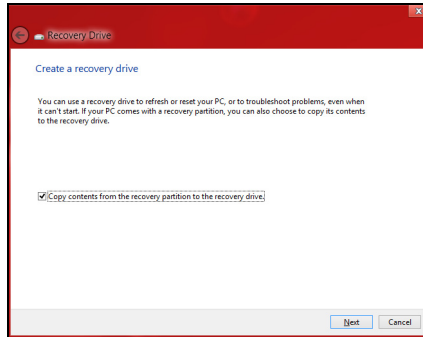 Recovery Drive
Create a recovery drive
You can use a recovery drive to refresh or reset your PC, or to troubleshoot problems, even when
it can't start. If your PC comes with a recovery partition, you can also choose to copy its contents
to the recovery drive.
Copy contents from the recovery partition to the recovery drive.
Next Cancel